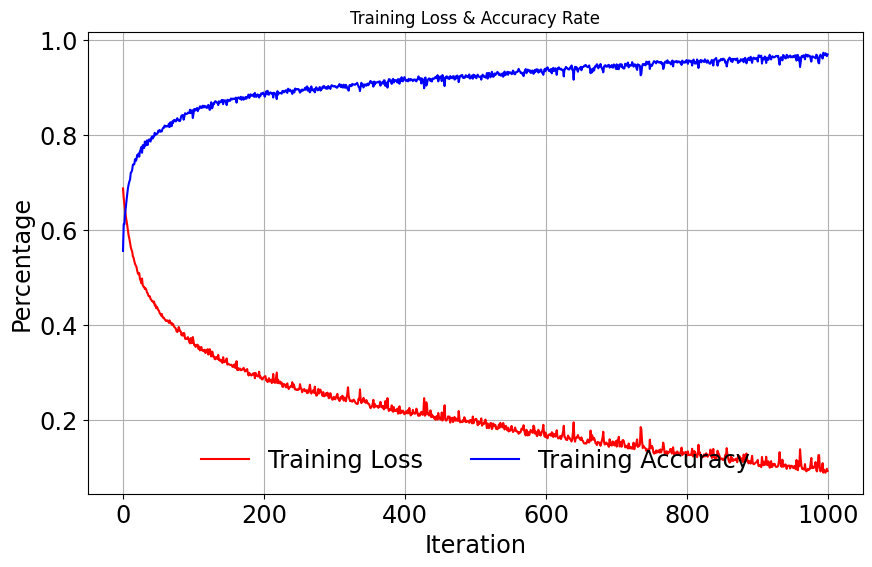 Training Loss & Accuracy Rate
1.0
0.8
0.6
0.4
0.2
Percentage
0 200 400 600 800 1000
Iteration
Training Loss Training Accuracy